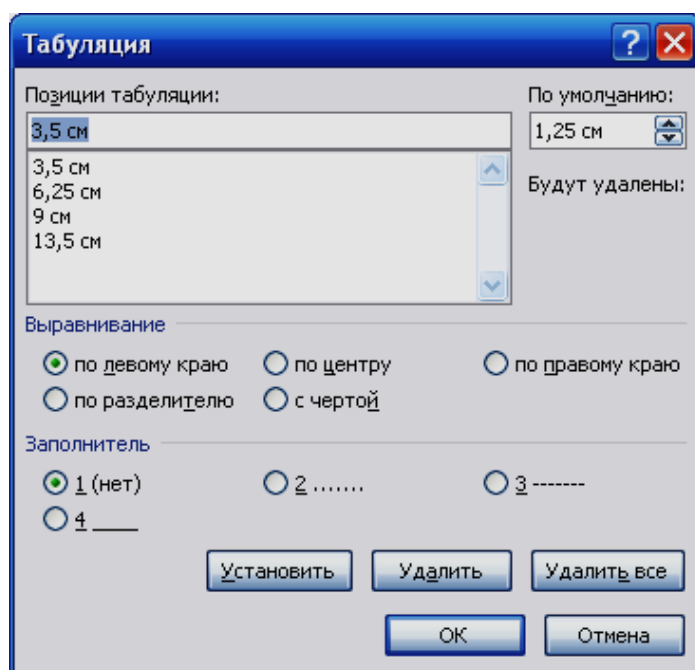 Табуляция
Позиции табуляции:
По умолчанию:
3,5 см
1,25 см
3,5 см
6,25 см
9 см
13,5 см
Будут удалены:
Выравнивание
по левому краю по центру по правому краю
по разделителю с чертой
Заполнитель
1 (нет) 2 ....... 3 -------
4 ____
Установить Удалить Удалить все
ОК Отмена